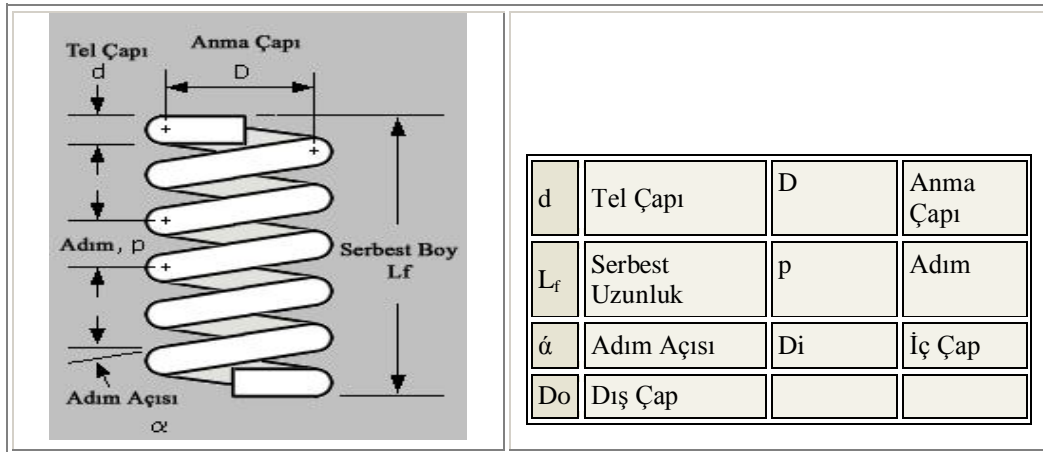 Tel Çapı
d
Anma Çapı
D
Adım, p
Serbest Boy
Lf
Adım Açısı
α
d Tel Çapı D Anma
Çapı
Lf Serbest
Uzunluk p Adım
ά Adım Açısı Di İç Çap
Do Dış Çap